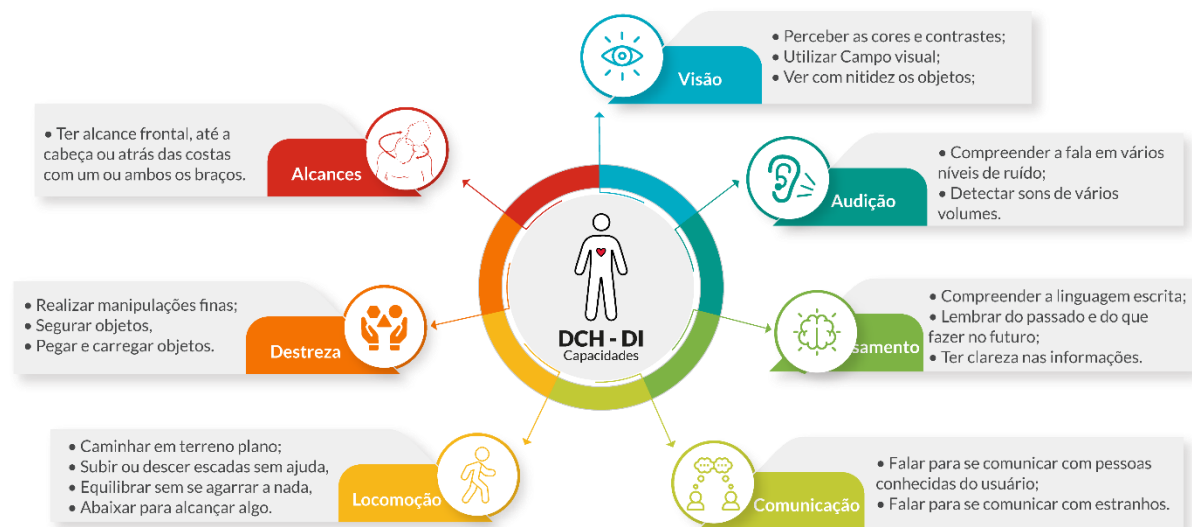 • Perceber as cores e contrastes;
• Utilizar Campo visual;
• Ver com nitidez os objetos;
Visão
• Ter alcance frontal, até a
cabeça ou atrás das costas
com um ou ambos os braços.
Alcances
• Compreender a fala em vários
níveis de ruído;
• Detectar sons de vários
volumes.
Audição
DCH - DI
Capacidades
• Realizar manipulações finas;
• Segurar objetos,
• Pegar e carregar objetos.
Destreza
• Compreender a linguagem escrita;
• Lembrar do passado e do que
fazer no futuro;
• Ter clareza nas informações.
samento
• Caminhar em terreno plano;
• Subir ou descer escadas sem ajuda,
• Equilibrar sem se agarrar a nada,
• Abaixar para alcançar algo.
Locomoção
• Falar para se comunicar com pessoas
conhecidas do usuário;
• Falar para se comunicar com estranhos.
Comunicação